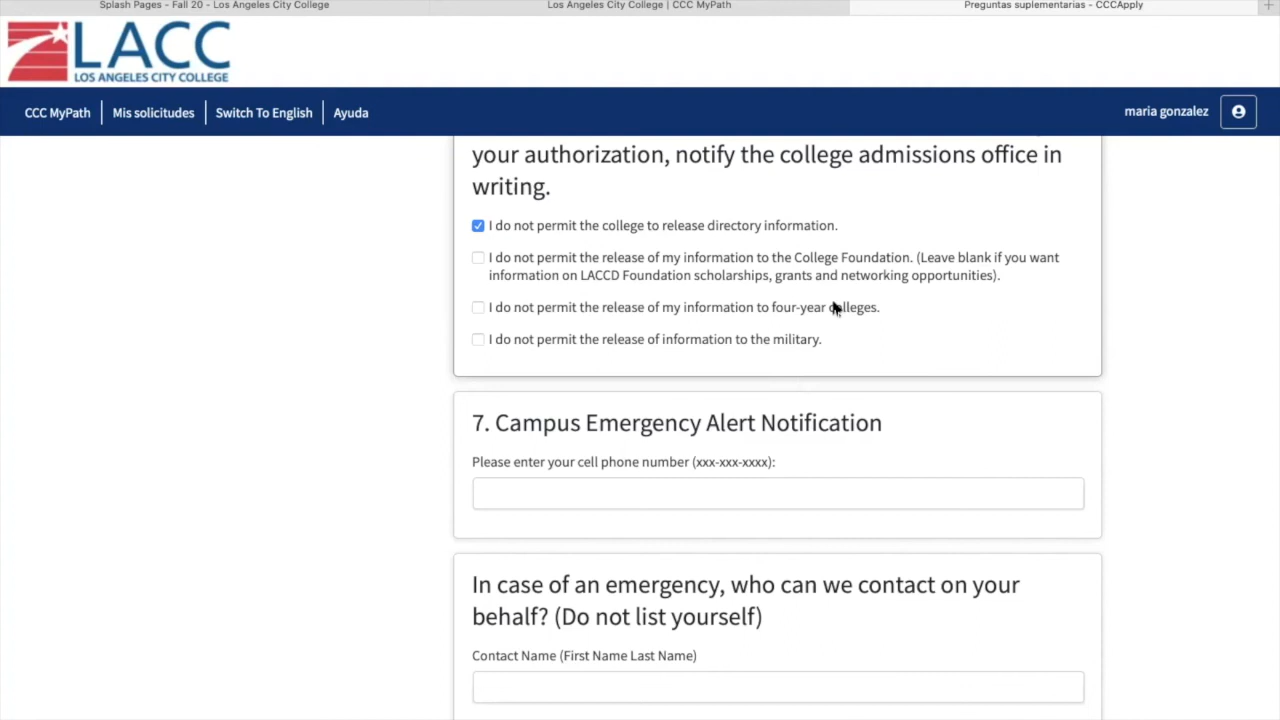 Splash Pages - Fall 20 - Los Angeles City College
Los Angeles City College | CCC MyPath
Preguntas suplementarias - CCCApply
LACC
LOS ANGELES CITY COLLEGE
CCC MyPath
Mis solicitudes
Switch To English
Ayuda
maria gonzalez
your authorization, notify the college admissions office in
writing.
I do not permit the college to release directory information.
I do not permit the release of my information to the College Foundation. (Leave blank if you want
information on LACCD Foundation scholarships, grants and networking opportunities).
I do not permit the release of my information to four-year colleges.
I do not permit the release of information to the military.
7. Campus Emergency Alert Notification
Please enter your cell phone number (xxx-xxx-xxxx):
In case of an emergency, who can we contact on your
behalf? (Do not list yourself)
Contact Name (First Name Last Name)